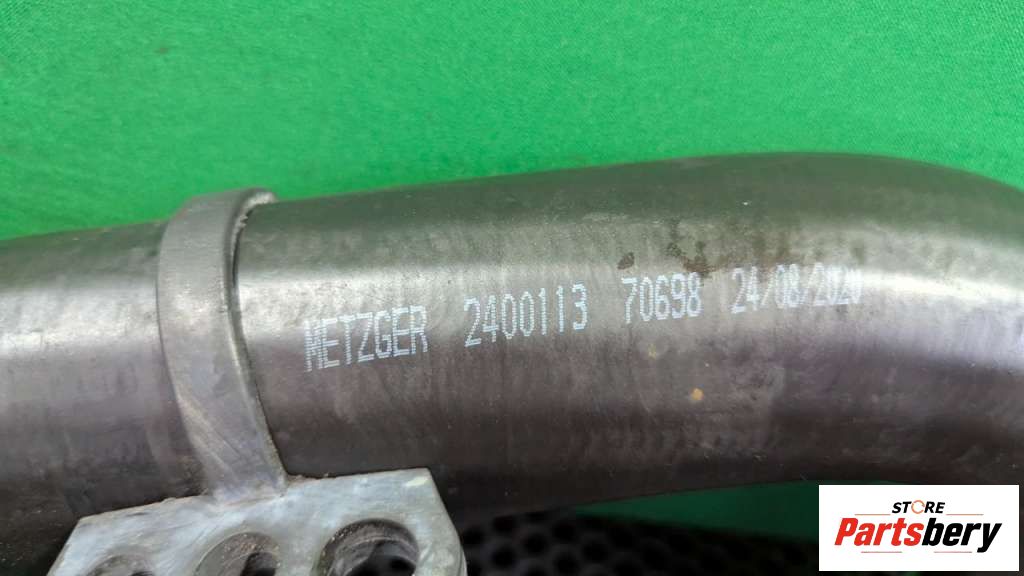 METZGER 2400113 70698 24/08/2020
STORE
Partsbery